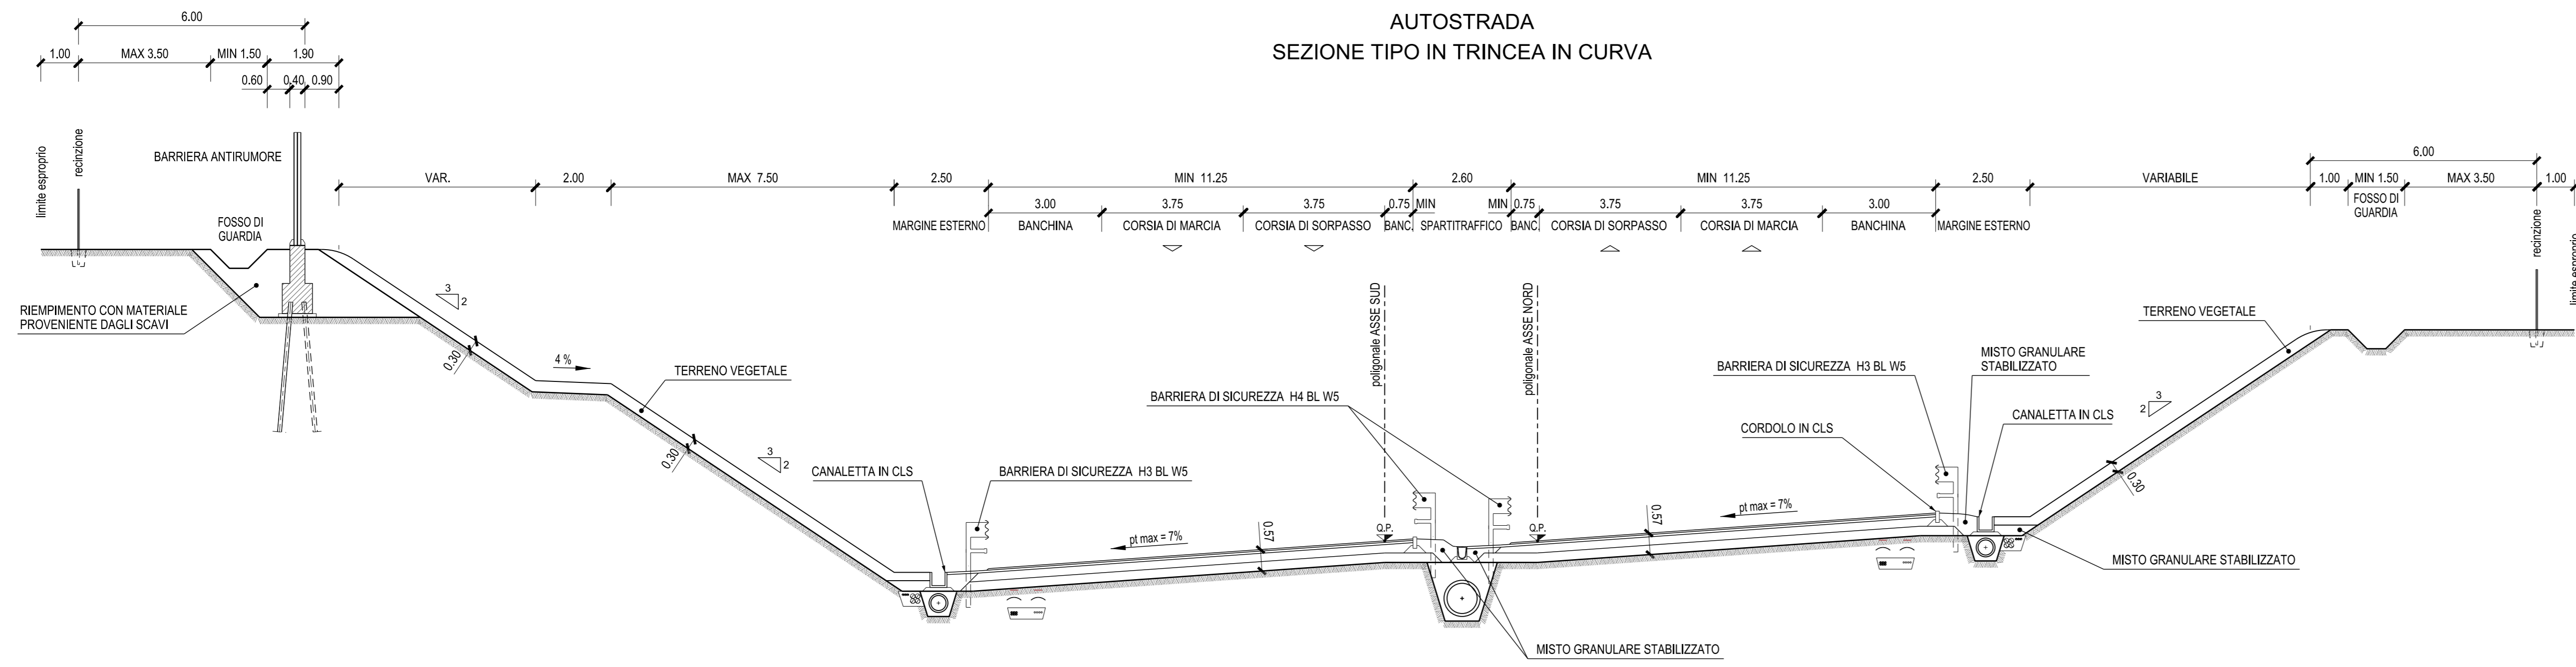 AUTOSTRADA
SEZIONE TIPO IN TRINCEA IN CURVA
6.00
1.00
MAX 3.50
MIN 1.50
1.90
0.60
0.40
0.90
limite esproprio
recinzione
BARRIERA ANTIRUMORE
FOSSO DI
GUARDIA
RIEMPIMENTO CON MATERIALE
PROVENIENTE DAGLI SCAVI
VAR.
2.00
MAX 7.50
2.50
MIN 11.25
2.60
MIN 11.25
2.50
VARIABILE
6.00
1.00
MIN 1.50
MAX 3.50
1.00
3.00
3.75
3.75
0.75
MIN
MIN
0.75
3.75
3.75
3.00
MARGINE ESTERNO
BANCHINA
CORSIA DI MARCIA
CORSIA DI SORPASSO
BANC.
SPARTITRAFFICO
BANC.
CORSIA DI SORPASSO
CORSIA DI MARCIA
BANCHINA
MARGINE ESTERNO
FOSSO DI
GUARDIA
recinzione
limite esproprio
3
2
0.30
4 %
TERRENO VEGETALE
0.30
3
2
CANALETTA IN CLS
BARRIERA DI SICUREZZA H3 BL W5
pt max = 7%
0.57
poligonale ASSE SUD
Q.P.
BARRIERA DI SICUREZZA H4 BL W5
poligonale ASSE NORD
Q.P.
0.57
pt max = 7%
BARRIERA DI SICUREZZA H3 BL W5
CORDOLO IN CLS
MISTO GRANULARE
STABILIZZATO
CANALETTA IN CLS
TERRENO VEGETALE
3
2
0.30
MISTO GRANULARE STABILIZZATO
MISTO GRANULARE STABILIZZATO